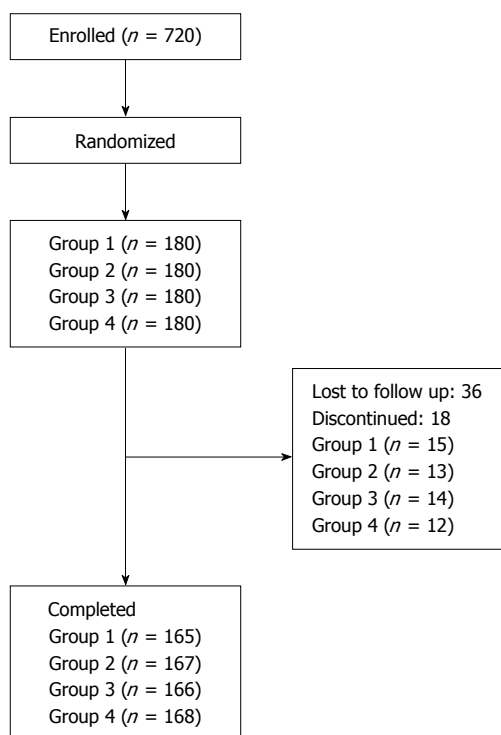 Enrolled (n = 720)
Randomized
Group 1 (n = 180)
Group 2 (n = 180)
Group 3 (n = 180)
Group 4 (n = 180)
Lost to follow up: 36
Discontinued: 18
Group 1 (n = 15)
Group 2 (n = 13)
Group 3 (n = 14)
Group 4 (n = 12)
Completed
Group 1 (n = 165)
Group 2 (n = 167)
Group 3 (n = 166)
Group 4 (n = 168)